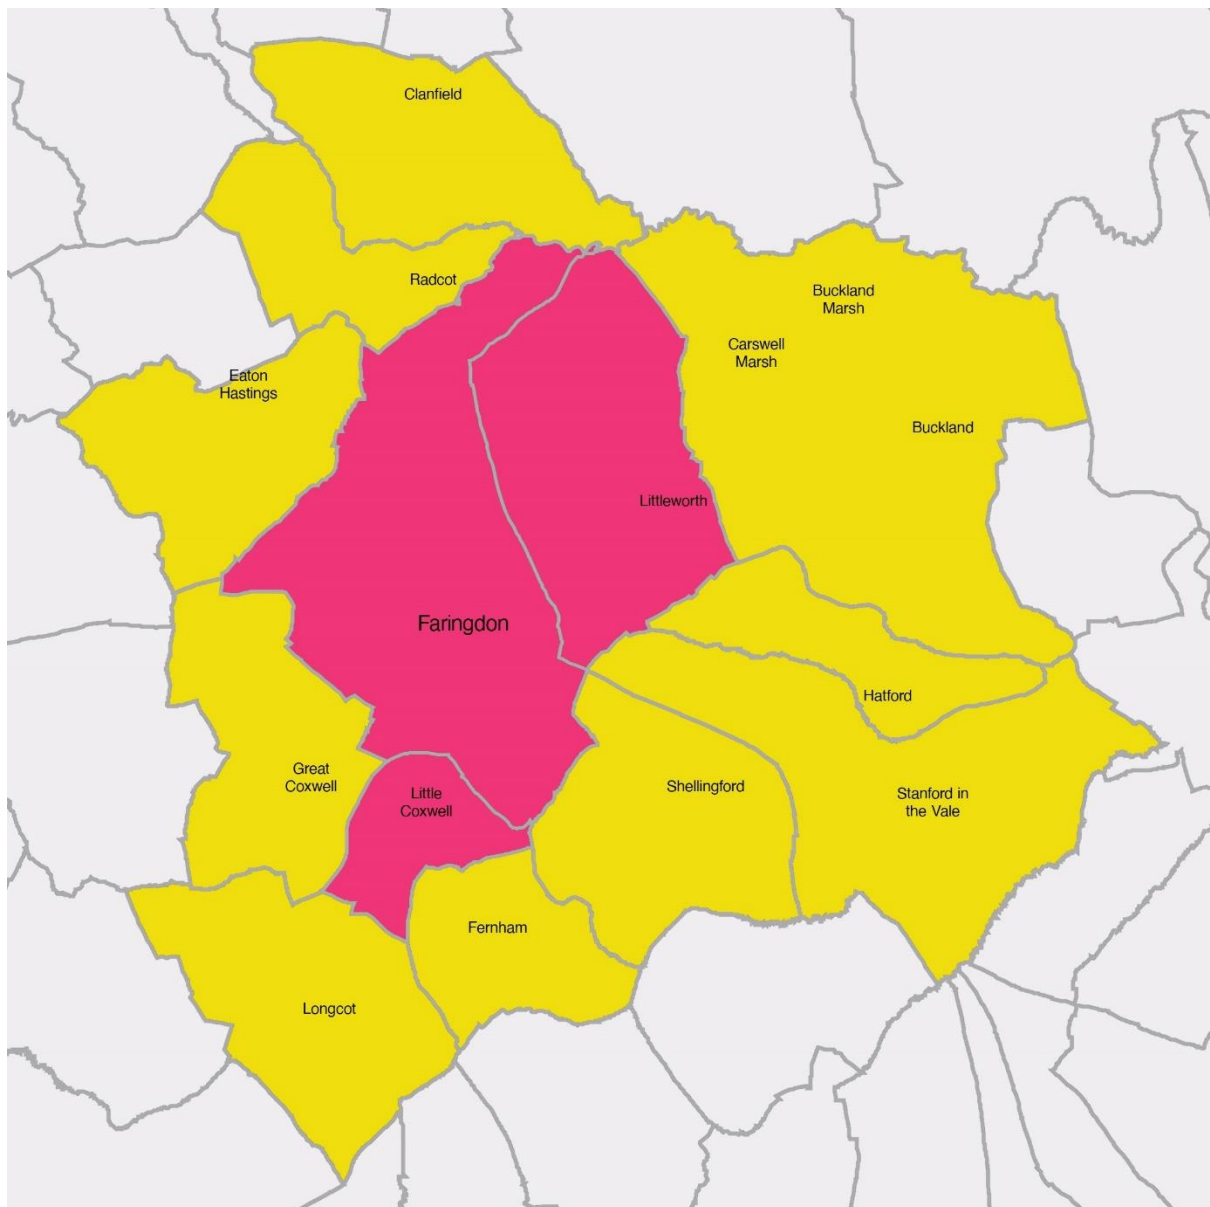 Clanfield
Radcot
Buckland
Marsh
Carswell
Marsh
Eaton
Hastings
Buckland
Littleworth
Faringdon
Hatford
Great
Coxwell
Little
Coxwell
Shellingford
Stanford in
the Vale
Fernham
Longcot